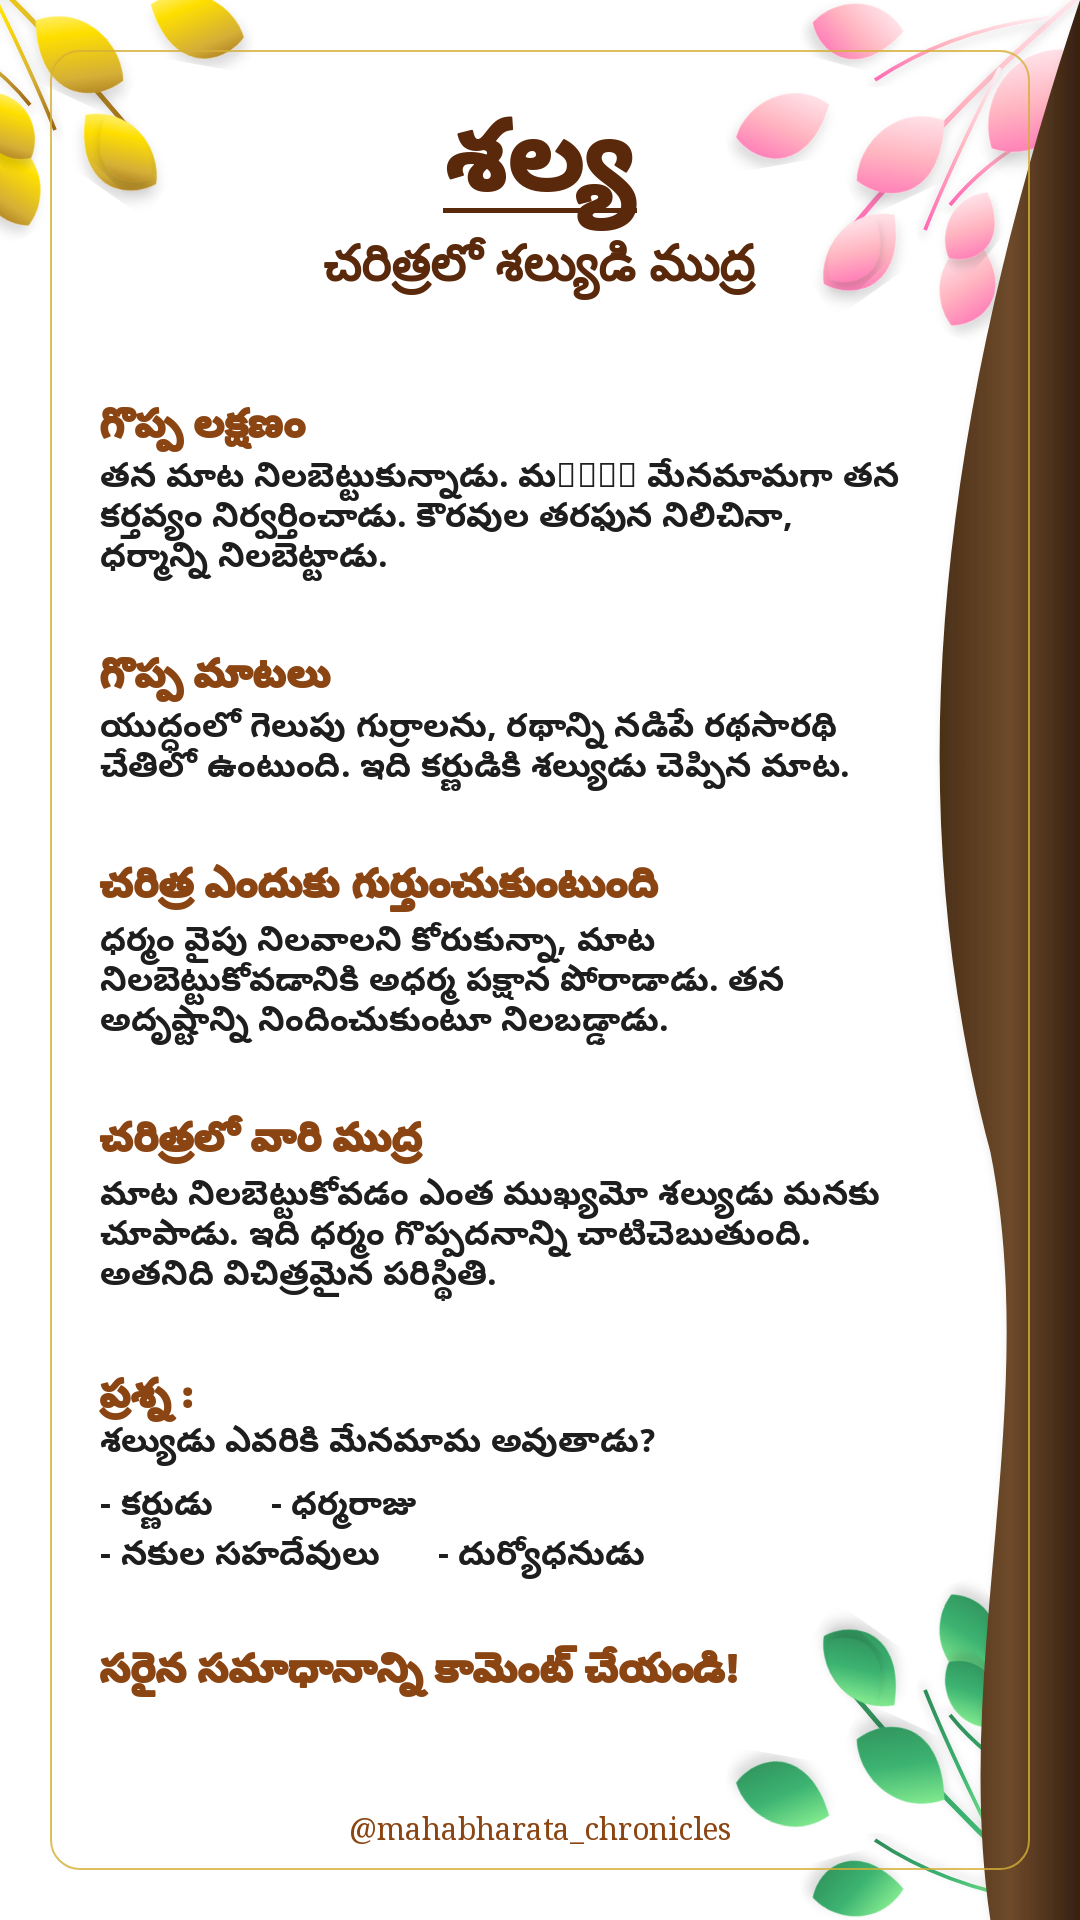 శల్య
చరిత్రలో శల్యుడి ముద్ర
గొప్ప లక్షణం
తన మాట నిలబెట్టుకున్నాడు. మేనమామగా తన
కర్తవ్యం నిర్వర్తించాడు. కౌరవుల తరఫున నిలిచినా,
ధర్మాన్ని నిలబెట్టాడు.
గొప్ప మాటలు
యుద్ధంలో గెలుపు గుర్రాలను, రథాన్ని నడిపే రథసారథి
చేతిలో ఉంటుంది. ఇది కర్ణుడికి శల్యుడు చెప్పిన మాట.
చరిత్ర ఎందుకు గుర్తుంచుకుంటుంది
ధర్మం వైపు నిలవాలని కోరుకున్నా, మాట
నిలబెట్టుకోవడానికి అధర్మ పక్షాన పోరాడాడు. తన
అదృష్టాన్ని నిందించుకుంటూ నిలబడ్డాడు.
చరిత్రలో వారి ముద్ర
మాట నిలబెట్టుకోవడం ఎంత ముఖ్యమో శల్యుడు మనకు
చూపాడు. ఇది ధర్మం గొప్పదనాన్ని చాటిచెబుతుంది.
అతనిది విచిత్రమైన పరిస్థితి.
ప్రశ్న :
శల్యుడు ఎవరికి మేనమామ అవుతాడు?
- కర్ణుడు - ధర్మరాజు
- నకుల సహదేవులు - దుర్యోధనుడు
సరైన సమాధానాన్ని కామెంట్ చేయండి!
@mahabharata_chronicles